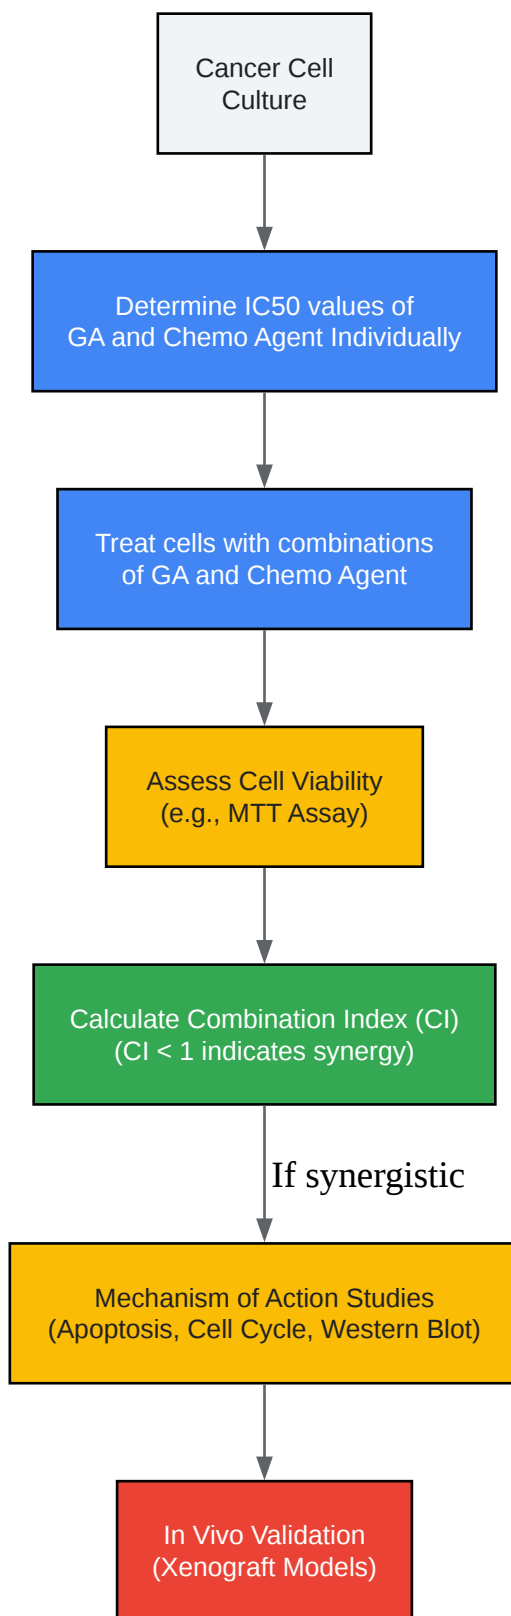 Cancer Cell
Culture
Determine IC50 values of
GA and Chemo Agent Individually
Treat cells with combinations
of GA and Chemo Agent
Assess Cell Viability
(e.g., MTT Assay)
Calculate Combination Index (CI)
(CI < 1 indicates synergy)
If synergistic
Mechanism of Action Studies
(Apoptosis, Cell Cycle, Western Blot)
In Vivo Validation
(Xenograft Models)